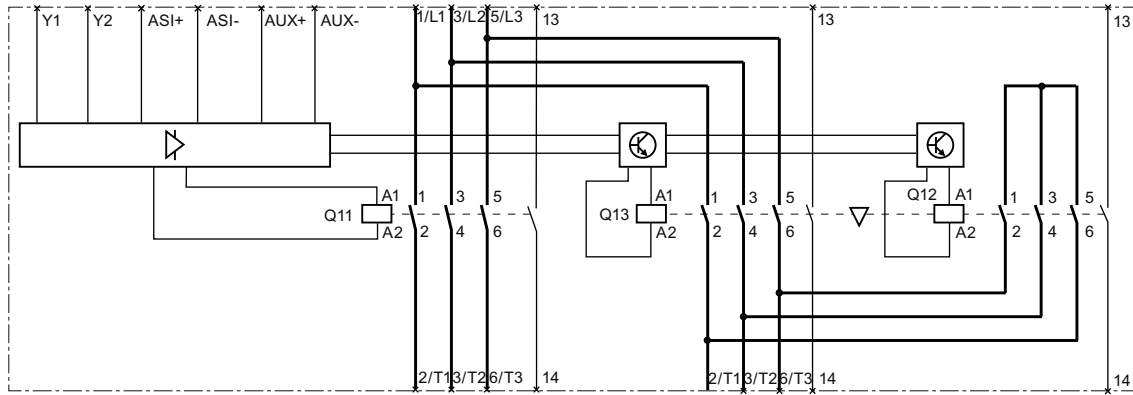 Y1 Y2 ASI+ ASI- AUX+ AUX- 1/L1 3/L2 5/L3 13 13 13
A1 1 3 5 A1 1 3 5 Q12 A1 1 3 5
Q11 Q13
A2 2 4 6 A2 2 4 6 A2 2 4 6
2/T1 3/T2 6/T3 14 2/T1 3/T2 6/T3 14 14